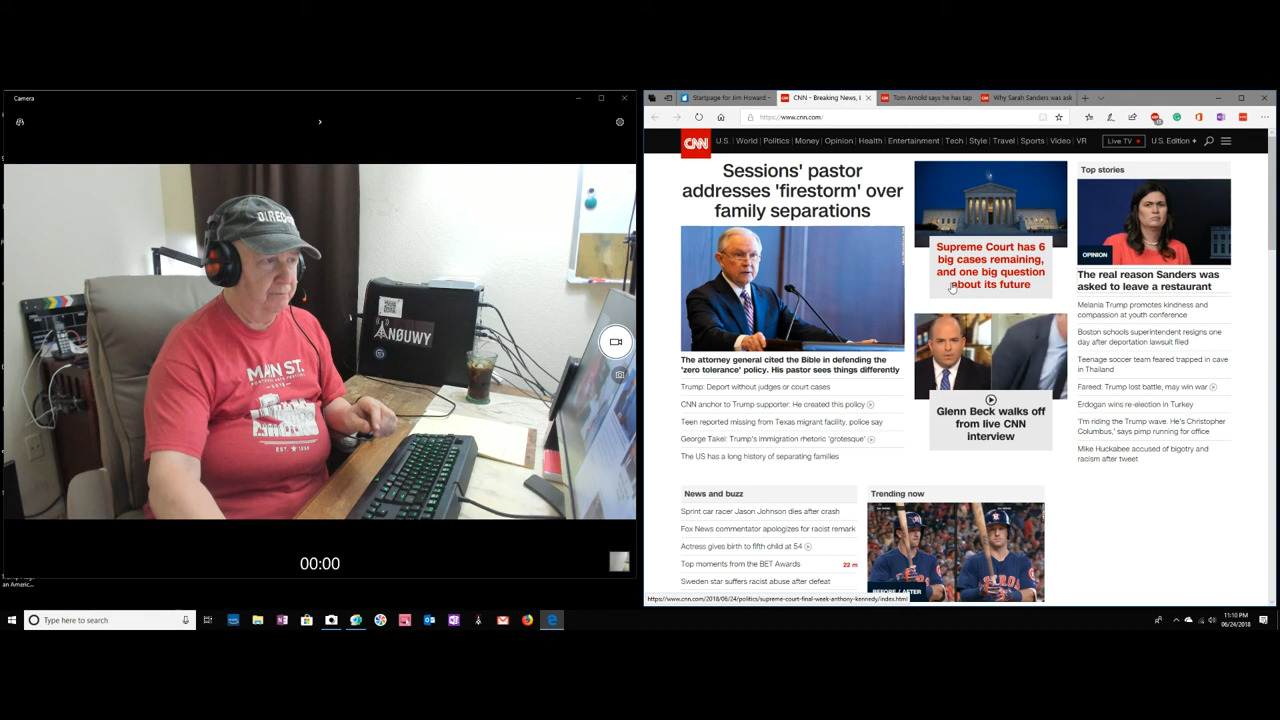 Camera
00:00
DIREC
MAIN ST.
EST. ★ 2018
NØUWY
an Americ...
Startpage for Jim Howard -
CNN - Breaking News, I
Tom Arnold says he has tap
Why Sarah Sanders was ask
https://www.cnn.com/
CNN
U.S. World Politics Money Opinion Health Entertainment Tech Style Travel Sports Video VR
Live TV
U.S. Edition +
Sessions' pastor
addresses 'firestorm' over
family separations
The attorney general cited the Bible in defending the
'zero tolerance' policy. His pastor sees things differently
Trump: Deport without judges or court cases
CNN anchor to Trump supporter: He created this policy
Teen reported missing from Texas migrant facility, police say
George Takei: Trump's immigration rhetoric 'grotesque'
The US has a long history of separating families
Supreme Court has 6
big cases remaining,
and one big question
about its future
Glenn Beck walks off
from live CNN
interview
Top stories
OPINION
The real reason Sanders was
asked to leave a restaurant
Melania Trump promotes kindness and
compassion at youth conference
Boston schools superintendent resigns one
day after deportation lawsuit filed
Teenage soccer team feared trapped in cave
in Thailand
Fareed: Trump lost battle, may win war
Erdogan wins re-election in Turkey
'I'm riding the Trump wave. He's Christopher
Columbus,' says pimp running for office
Mike Huckabee accused of bigotry and
racism after tweet
News and buzz
Sprint car racer Jason Johnson dies after crash
Fox News commentator apologizes for racist remark
Actress gives birth to fifth child at 54
Top moments from the BET Awards
22 m
Sweden star suffers racist abuse after defeat
Trending now
BEFORE / AFTER
https://www.cnn.com/2018/06/24/politics/supreme-court-final-week-anthony-kennedy/index.html
Type here to search
11:10 PM
06/24/2018